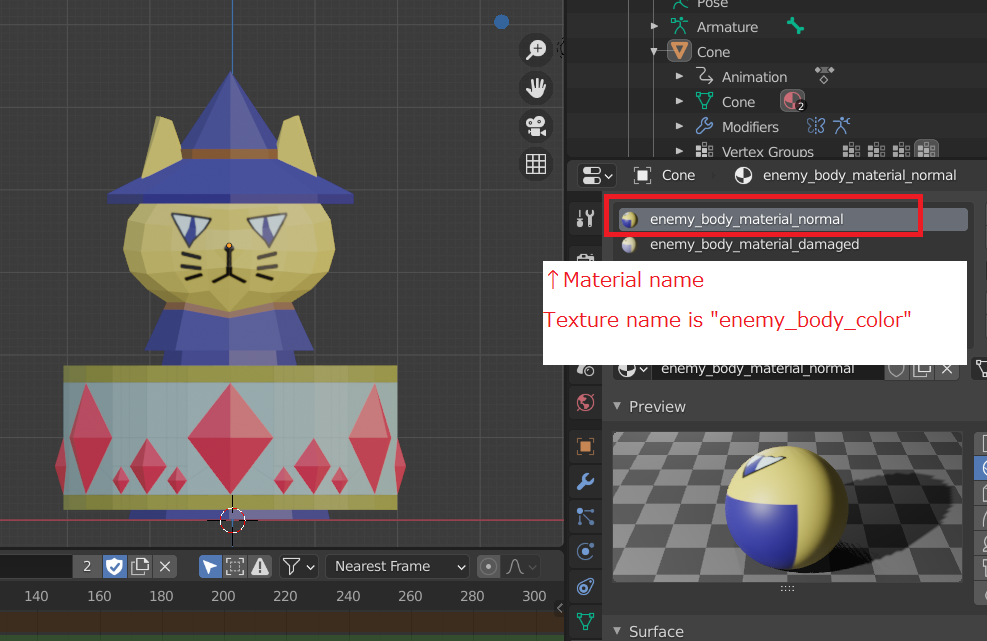 Pose
Armature
Cone
Animation
Cone
2
Modifiers
Vertex Groups
Cone
enemy_body_material_normal
enemy_body_material_normal
enemy_body_material_damaged
↑Material name
Texture name is "enemy_body_color"
enemy_body_material_normal
Preview
2
Nearest Frame
140 160 180 200 220 240 260 280 300
Surface